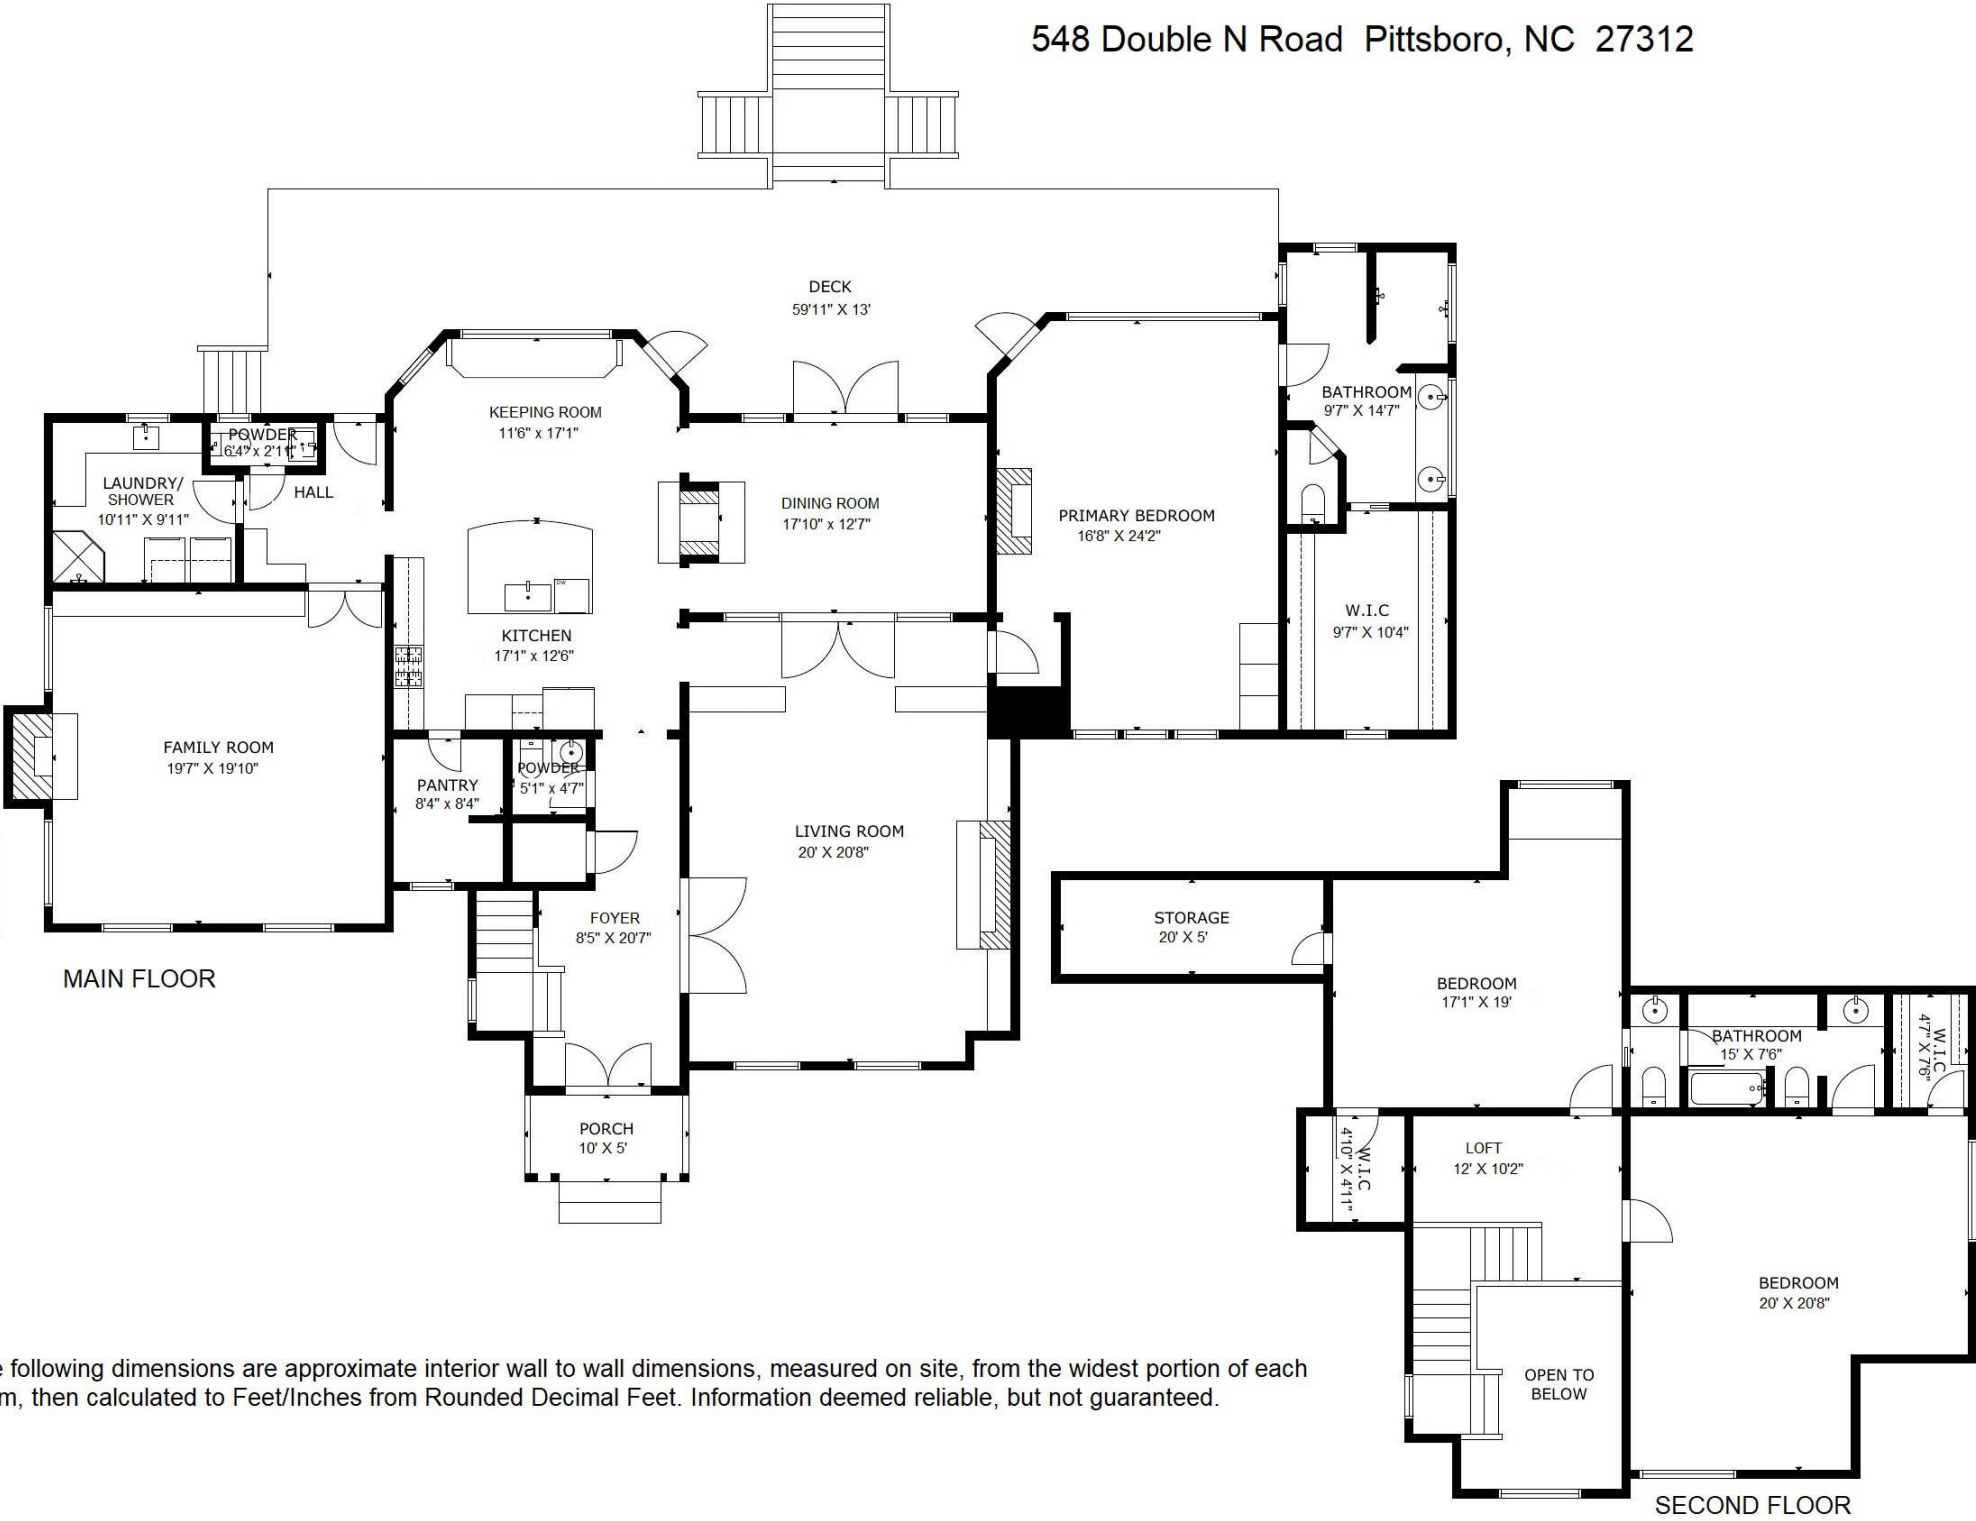 548 Double N Road  Pittsboro, NC  27312
DECK
59'11" X 13'
KEEPING ROOM
11'6" x 17'1"
POWDER
6'4" x 2'11"
HALL
LAUNDRY/
SHOWER
10'11" X 9'11"
DINING ROOM
17'10" x 12'7"
PRIMARY BEDROOM
16'8" X 24'2"
BATHROOM
9'7" X 14'7"
W.I.C
9'7" X 10'4"
DW
KITCHEN
17'1" x 12'6"
FAMILY ROOM
19'7" X 19'10"
PANTRY
8'4" x 8'4"
POWDER
5'1" x 4'7"
LIVING ROOM
20' X 20'8"
FOYER
8'5" X 20'7"
PORCH
10' X 5'
MAIN FLOOR
STORAGE
20' X 5'
BEDROOM
17'1" X 19'
BATHROOM
15' X 7'6"
W.I.C
4'7" X 7'6"
W.I.C
4'10" X 4'11"
LOFT
12' X 10'2"
BEDROOM
20' X 20'8"
OPEN TO
BELOW
SECOND FLOOR
following dimensions are approximate interior wall to wall dimensions, measured on site, from the widest portion of each
then calculated to Feet/Inches from Rounded Decimal Feet. Information deemed reliable, but not guaranteed.